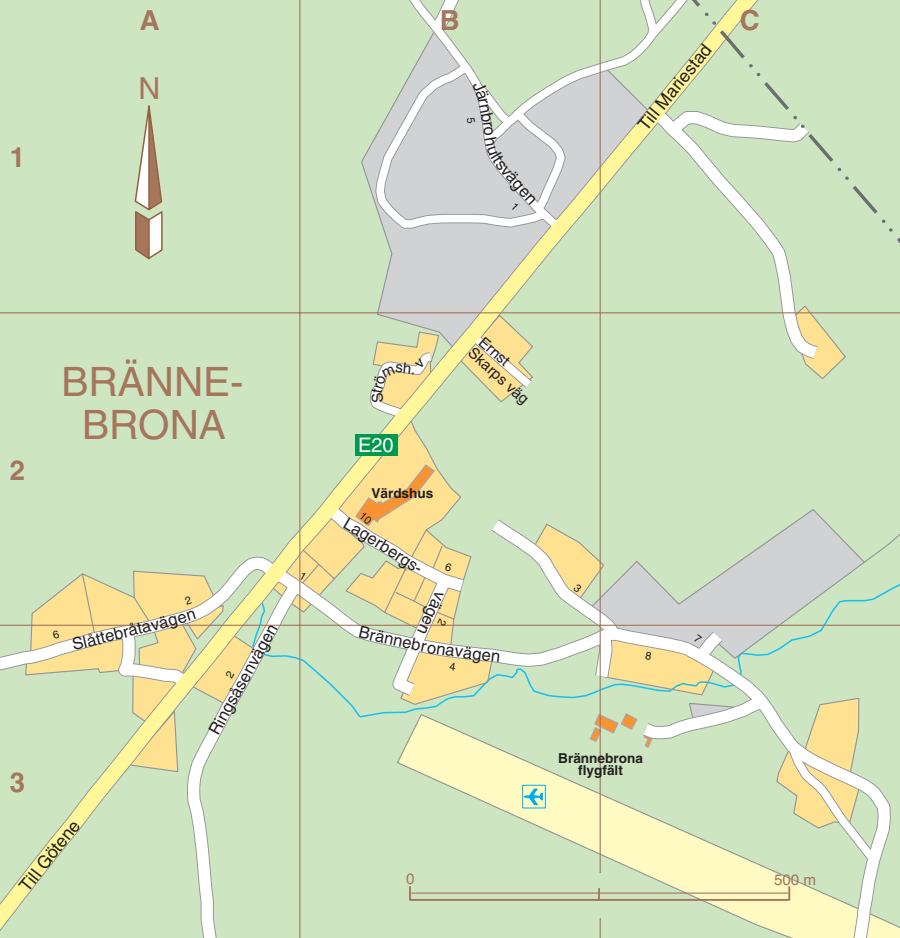 A
B
C
N
1
Till Mariestad
Järnbrohultsvägen
5
1
BRÄNNE-
BRONA
Strömsh. v
Ernst
Skarps väg
E20
2
Värdshus
10
Lagerbergs-
vägen
6
2
1
3
2
Slåttebråtavägen
6
Brännebronavägen
4
8
7
2
Ringsåsenvägen
Brännebrona
flygfält
3
Till Götene
0
500 m